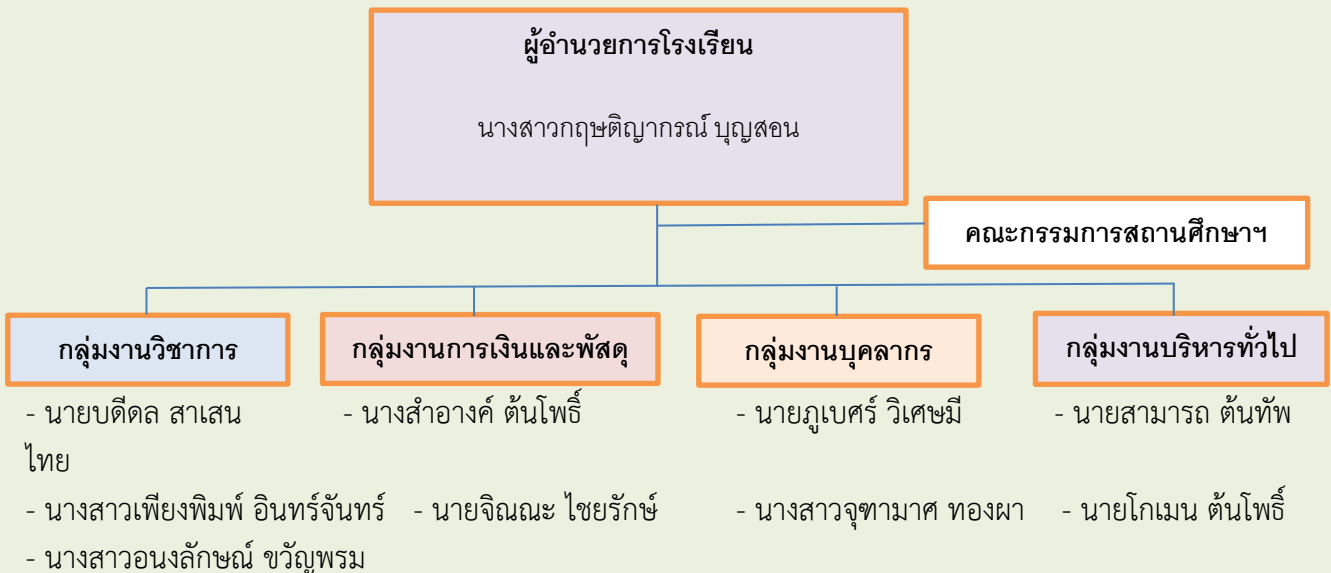 ผู้อำนวยการโรงเรียน
นางสาวกฤษติญากรณ์ บุญสอน
คณะกรรมการสถานศึกษาฯ
กลุ่มงานวิชาการ
กลุ่มงานการเงินและพัสดุ
กลุ่มงานบุคลากร
กลุ่มงานบริหารทั่วไป
- นายบดีดล สาเสน
ไทย
- นางสำอางค์ ต้นโพธิ์
- นายภูเบศร์ วิเศษมี
- นายสามารถ ต้นทัพ
- นางสาวเพียงพิมพ์ อินทร์จันทร์
- นายจิณณะ ไชยรักษ์
- นางสาวจุฑามาศ ทองผา
- นายโกเมน ต้นโพธิ์
- นางสาวอนงลักษณ์ ขวัญพรม